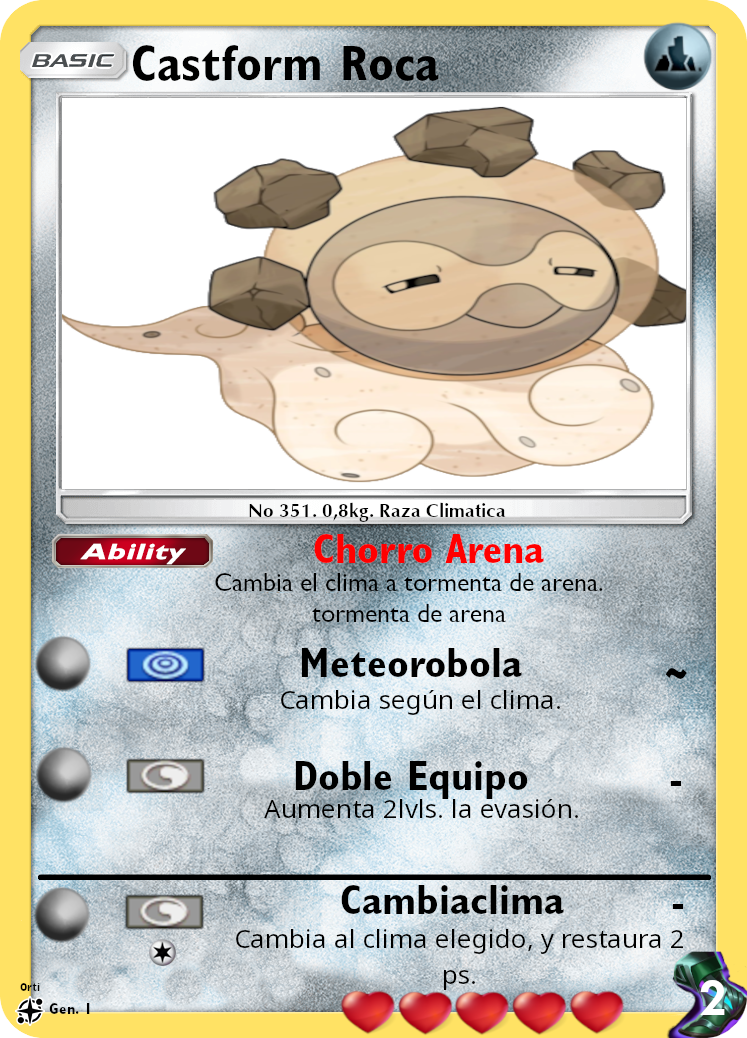 BASIC Castform Roca
No 351. 0,8kg. Raza Climatica
Ability Chorro Arena
Cambia el clima a tormenta de arena.
tormenta de arena
Meteorobola ~
Cambia según el clima.
Doble Equipo -
Aumenta 2lvls. la evasión.
Cambiaclima -
Cambia al clima elegido, y restaura 2
ps.
Orti
Gen. I
2